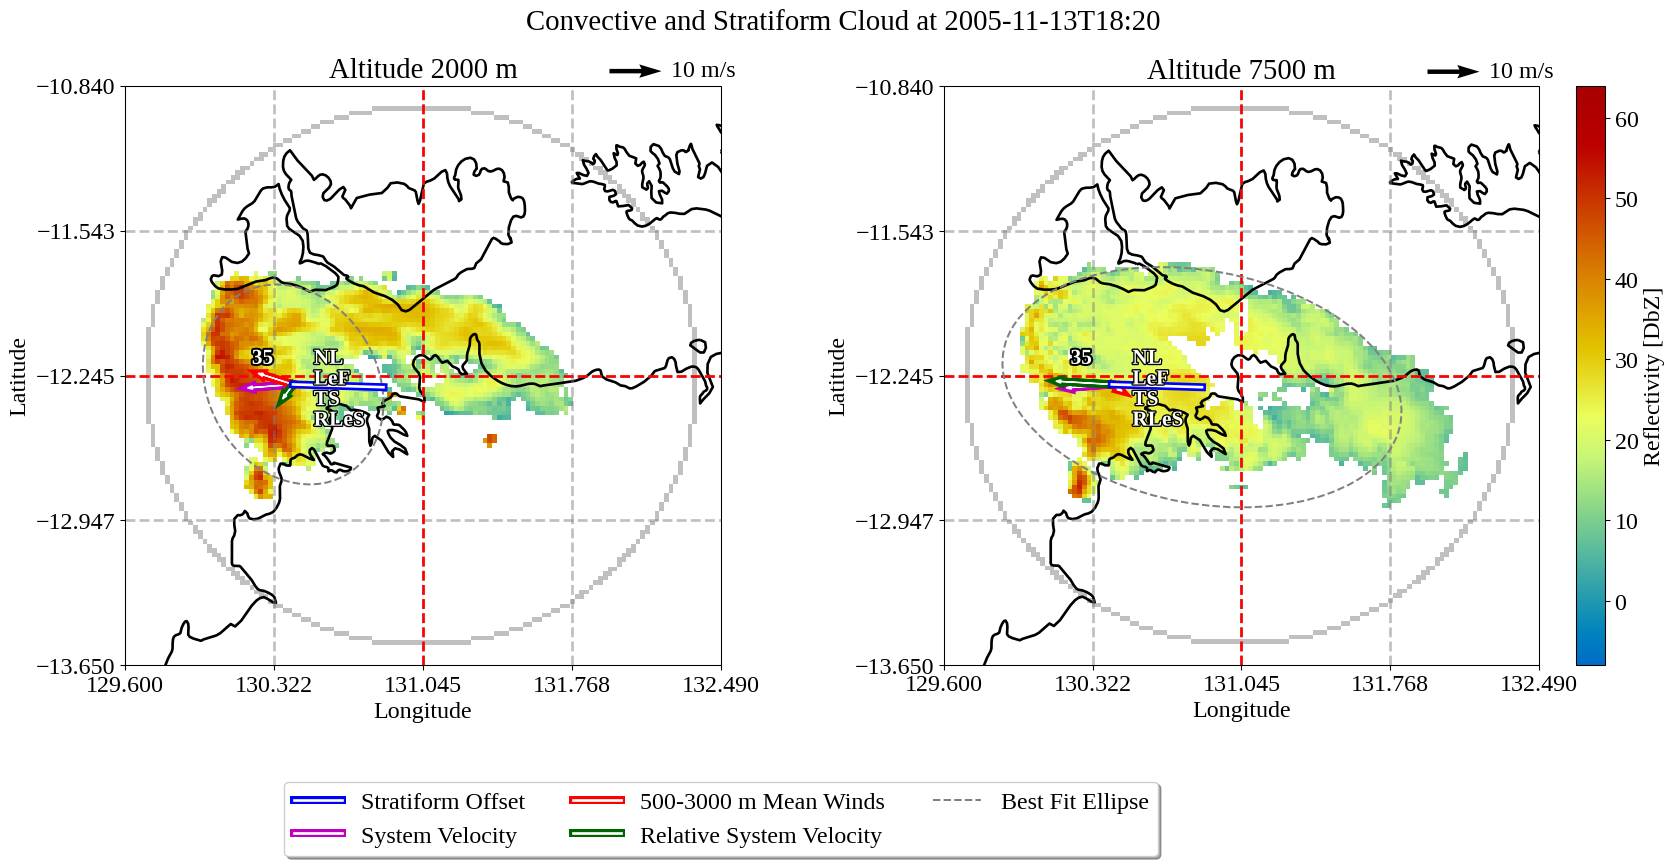 Convective and Stratiform Cloud at 2005-11-13T18:20
Altitude 2000 m
10 m/s
−10.840
−11.543
−12.245
−12.947
−13.650
Latitude
129.600
130.322
131.045
131.768
132.490
Longitude
35
NL
LeF
TS
RLeS
Altitude 7500 m
10 m/s
−10.840
−11.543
−12.245
−12.947
−13.650
Latitude
129.600
130.322
131.045
131.768
132.490
Longitude
35
NL
LeF
TS
RLeS
60
50
40
30
20
10
0
Reflectivity [DbZ]
Stratiform Offset
500-3000 m Mean Winds
Best Fit Ellipse
System Velocity
Relative System Velocity